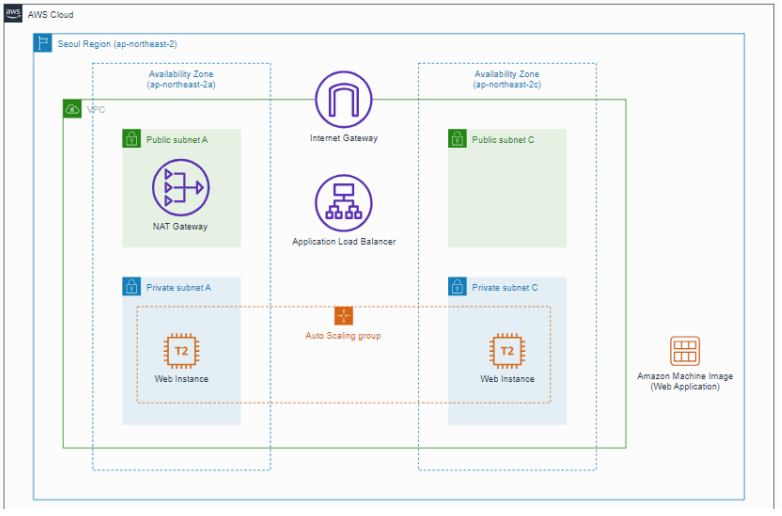 aws
AWS Cloud
Seoul Region (ap-northeast-2)
Availability Zone
(ap-northeast-2a)
Availability Zone
(ap-northeast-2c)
VPC
Internet Gateway
Public subnet A
Public subnet C
NAT Gateway
Application Load Balancer
Private subnet A
Private subnet C
Auto Scaling group
T2
Web Instance
T2
Web Instance
Amazon Machine Image
(Web Application)